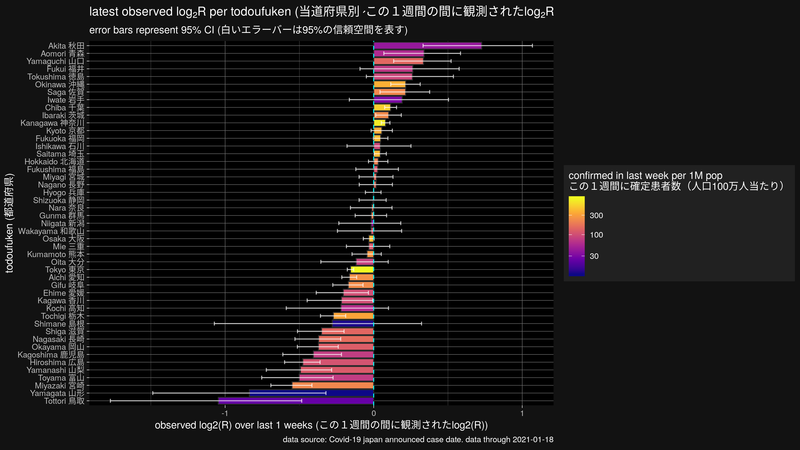 latest observed log₂R per todoufuken (当道府県別 この１週間の間に観測されたlog₂R
error bars represent 95% CI (白いエラーバーは95%の信頼空間を表す)
todoufuken (都道府県)
Akita 秋田
Aomori 青森
Yamaguchi 山口
Fukui 福井
Tokushima 徳島
Okinawa 沖縄
Saga 佐賀
Iwate 岩手
Chiba 千葉
Ibaraki 茨城
Kanagawa 神奈川
Kyoto 京都
Fukuoka 福岡
Ishikawa 石川
Saitama 埼玉
Hokkaido 北海道
Fukushima 福島
Miyagi 宮城
Nagano 長野
Hyogo 兵庫
Shizuoka 静岡
Nara 奈良
Gunma 群馬
Niigata 新潟
Wakayama 和歌山
Osaka 大阪
Mie 三重
Kumamoto 熊本
Oita 大分
Tokyo 東京
Aichi 愛知
Gifu 岐阜
Ehime 愛媛
Kagawa 香川
Kochi 高知
Tochigi 栃木
Shimane 島根
Shiga 滋賀
Nagasaki 長崎
Okayama 岡山
Kagoshima 鹿児島
Hiroshima 広島
Yamanashi 山梨
Toyama 富山
Miyazaki 宮崎
Yamagata 山形
Tottori 鳥取
-1 0 1
observed log2(R) over last 1 weeks (この１週間の間に観測されたlog2(R))
data source: Covid-19 japan announced case date. data through 2021-01-18
confirmed in last week per 1M pop
この１週間に確定患者数（人口100万人当たり）
300
100
30